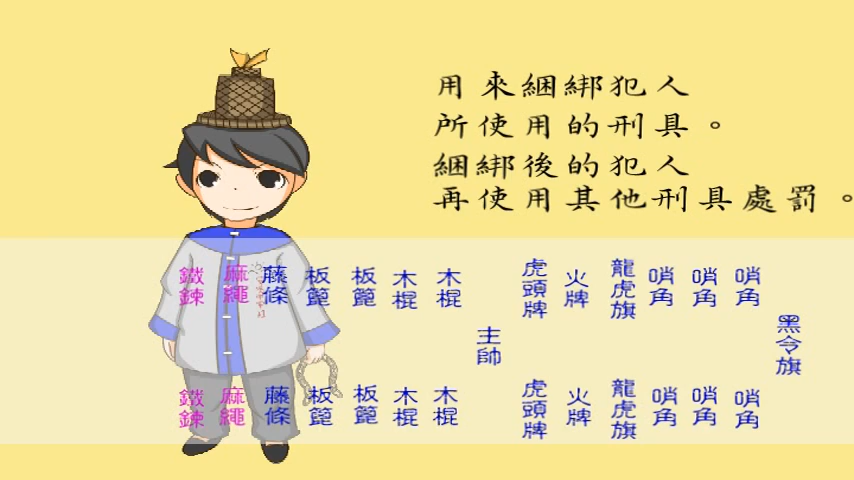 用來綑綁犯人
所使用的刑具。
綑綁後的犯人
再使用其他刑具處罰。
鐵鍊 麻繩 藤條 板篦 板篦 木棍 木棍 虎頭牌 火牌 龍虎旗 哨角 哨角 哨角
主帥 黑令旗
鐵鍊 麻繩 藤條 板篦 板篦 木棍 木棍 虎頭牌 火牌 龍虎旗 哨角 哨角 哨角